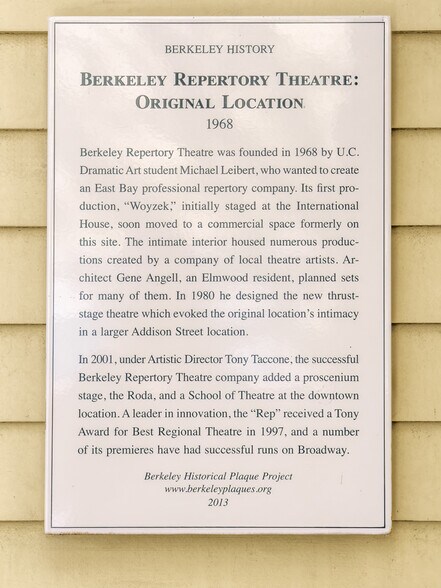 BERKELEY HISTORY
BERKELEY REPERTORY THEATRE:
ORIGINAL LOCATION
1968
Berkeley Repertory Theatre was founded in 1968 by U.C.
Dramatic Art student Michael Leibert, who wanted to create
an East Bay professional repertory company. Its first pro-
duction, “Woyzek,” initially staged at the International
House, soon moved to a commercial space formerly on
this site. The intimate interior housed numerous produc-
tions created by a company of local theatre artists. Ar-
chitect Gene Angell, an Elmwood resident, planned sets
for many of them. In 1980 he designed the new thrust-
stage theatre which evoked the original location’s intimacy
in a larger Addison Street location.
In 2001, under Artistic Director Tony Taccone, the successful
Berkeley Repertory Theatre company added a proscenium
stage, the Roda, and a School of Theatre at the downtown
location. A leader in innovation, the “Rep” received a Tony
Award for Best Regional Theatre in 1997, and a number
of its premieres have had successful runs on Broadway.
Berkeley Historical Plaque Project
www.berkeleyplaques.org
2013